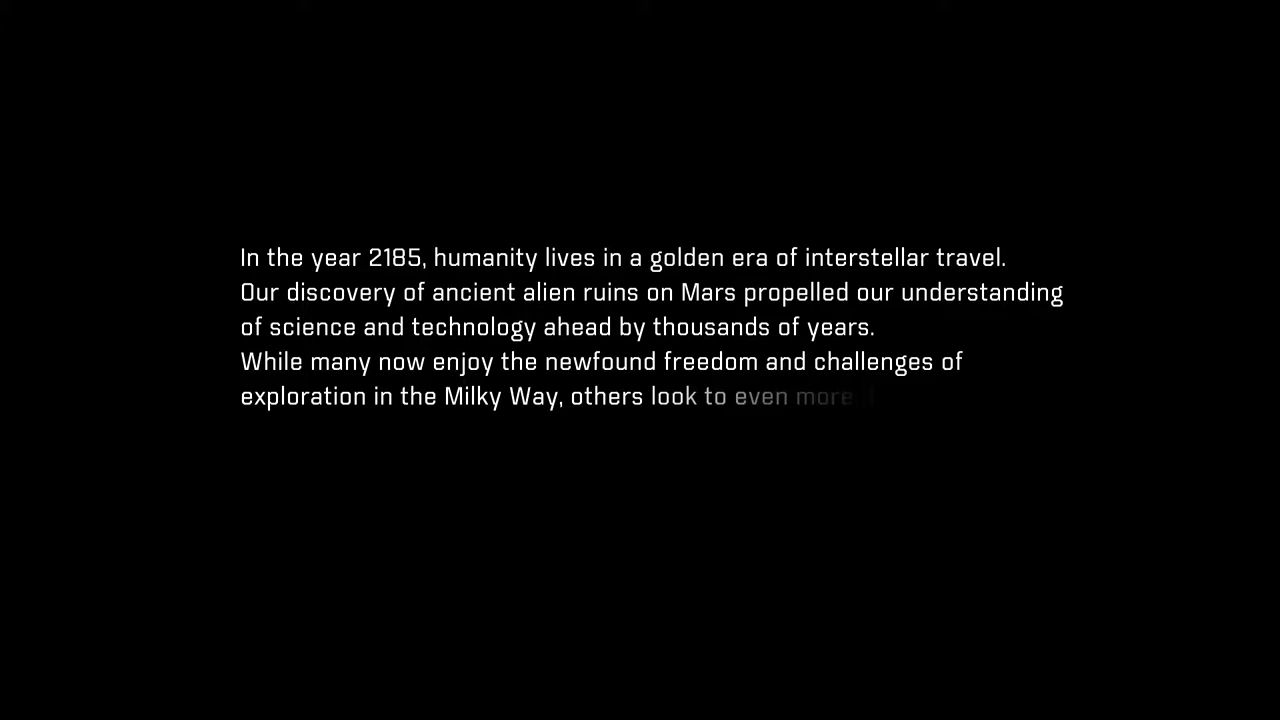 In the year 2185, humanity lives in a golden era of interstellar travel.
Our discovery of ancient alien ruins on Mars propelled our understanding
of science and technology ahead by thousands of years.
While many now enjoy the newfound freedom and challenges of
exploration in the Milky Way, others look to even more